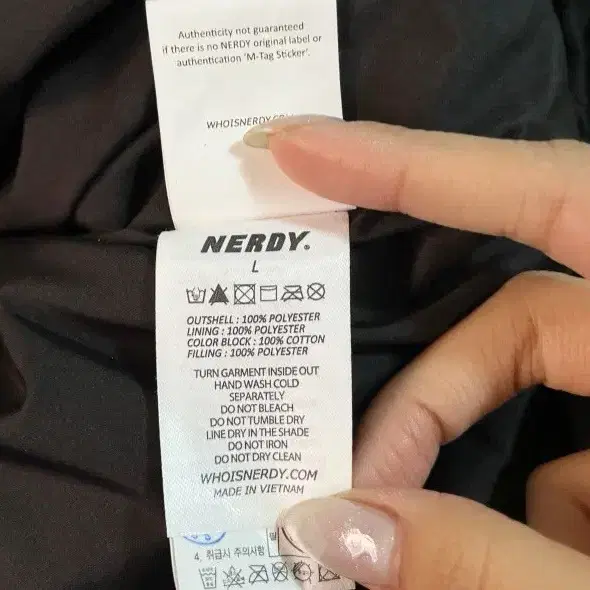 Authenticity not guaranteed
if there is no NERDY original label or
authentication 'M-Tag Sticker'.
NERDY.
L
OUTSHELL : 100% POLYESTER
LINING : 100% POLYESTER
COLOR BLOCK : 100% COTTON
FILLING : 100% POLYESTER
TURN GARMENT INSIDE OUT
HAND WASH COLD
SEPARATELY
DO NOT BLEACH
DO NOT TUMBLE DRY
LINE DRY IN THE SHADE
DO NOT IRON
DO NOT DRY CLEAN
WHOISNERDY.COM
MADE IN VIETNAM
4. 취급시 주의사항